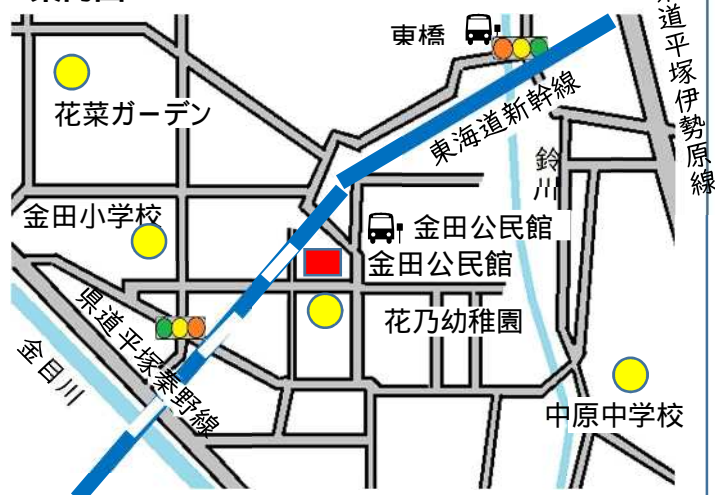 東橋
道平塚伊勢原線
花菜ガーデン
東海道新幹線
鈴川
金田小学校
金田公民館
金田公民館
花乃幼稚園
県道平塚秦野線
金目川
中原中学校